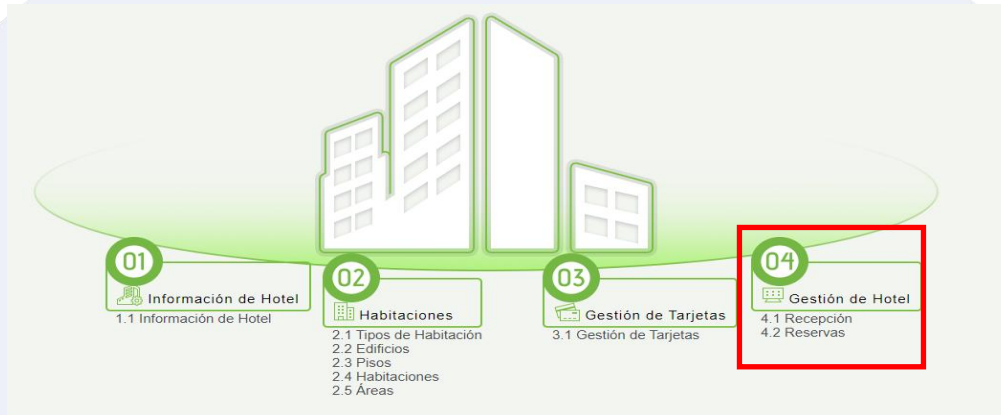 01
Información de Hotel
1.1 Información de Hotel
02
Habitaciones
2.1 Tipos de Habitación
2.2 Edificios
2.3 Pisos
2.4 Habitaciones
2.5 Áreas
03
Gestión de Tarjetas
3.1 Gestión de Tarjetas
04
Gestión de Hotel
4.1 Recepción
4.2 Reservas